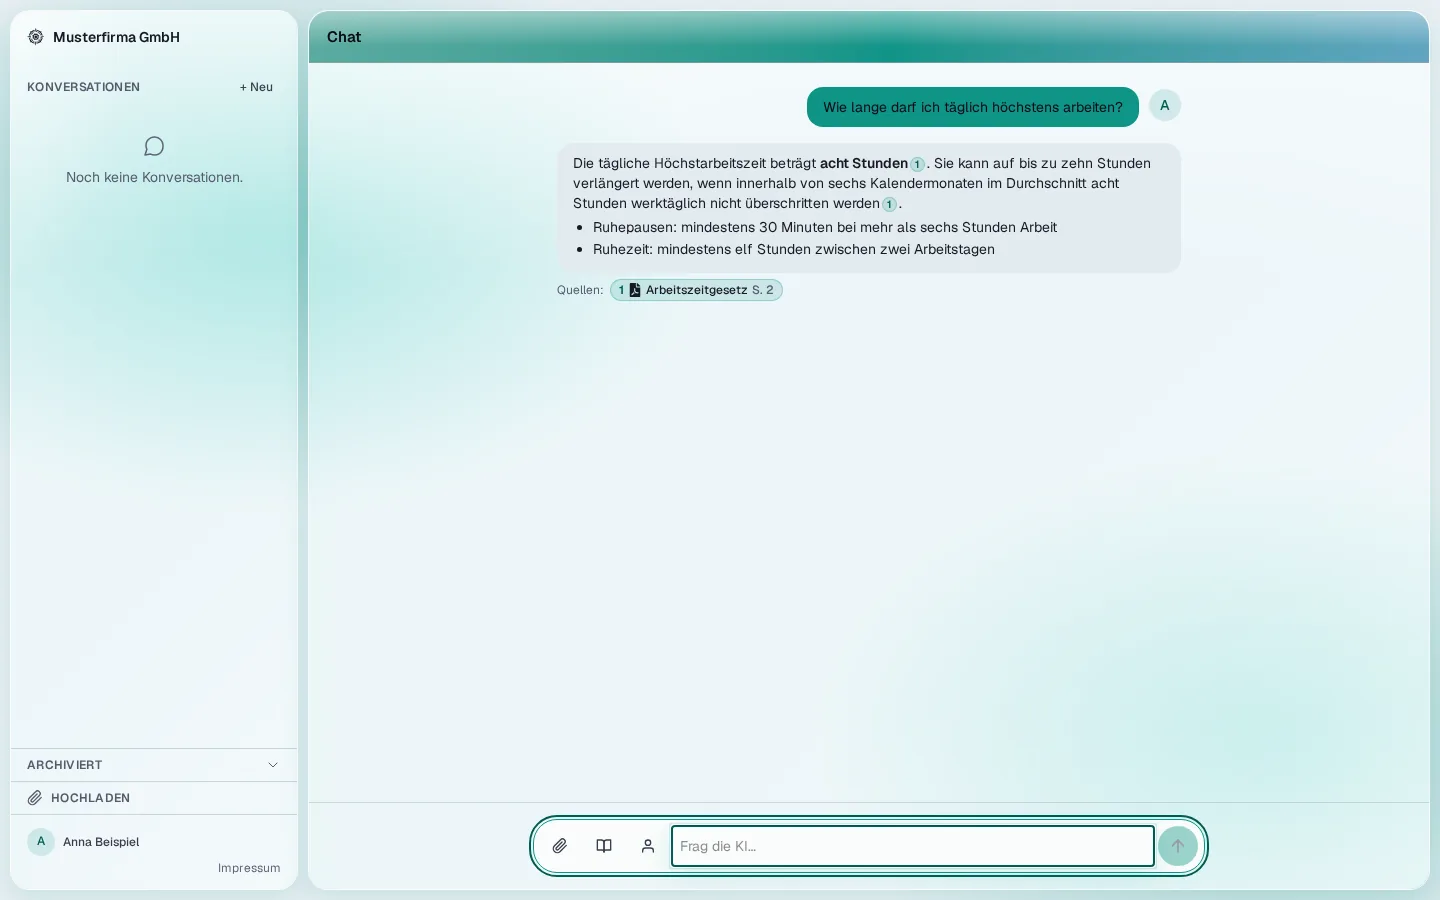 Musterfirma GmbH
KONVERSATIONEN
+ Neu
Noch keine Konversationen.
ARCHIVIERT
HOCHLADEN
A
Anna Beispiel
Impressum
Chat
Wie lange darf ich täglich höchstens arbeiten?
A
Die tägliche Höchstarbeitszeit beträgt acht Stunden 1. Sie kann auf bis zu zehn Stunden
verlängert werden, wenn innerhalb von sechs Kalendermonaten im Durchschnitt acht
Stunden werktäglich nicht überschritten werden 1.
• Ruhepausen: mindestens 30 Minuten bei mehr als sechs Stunden Arbeit
• Ruhezeit: mindestens elf Stunden zwischen zwei Arbeitstagen
Quellen: 1 Arbeitszeitgesetz S. 2
Frag die KI...